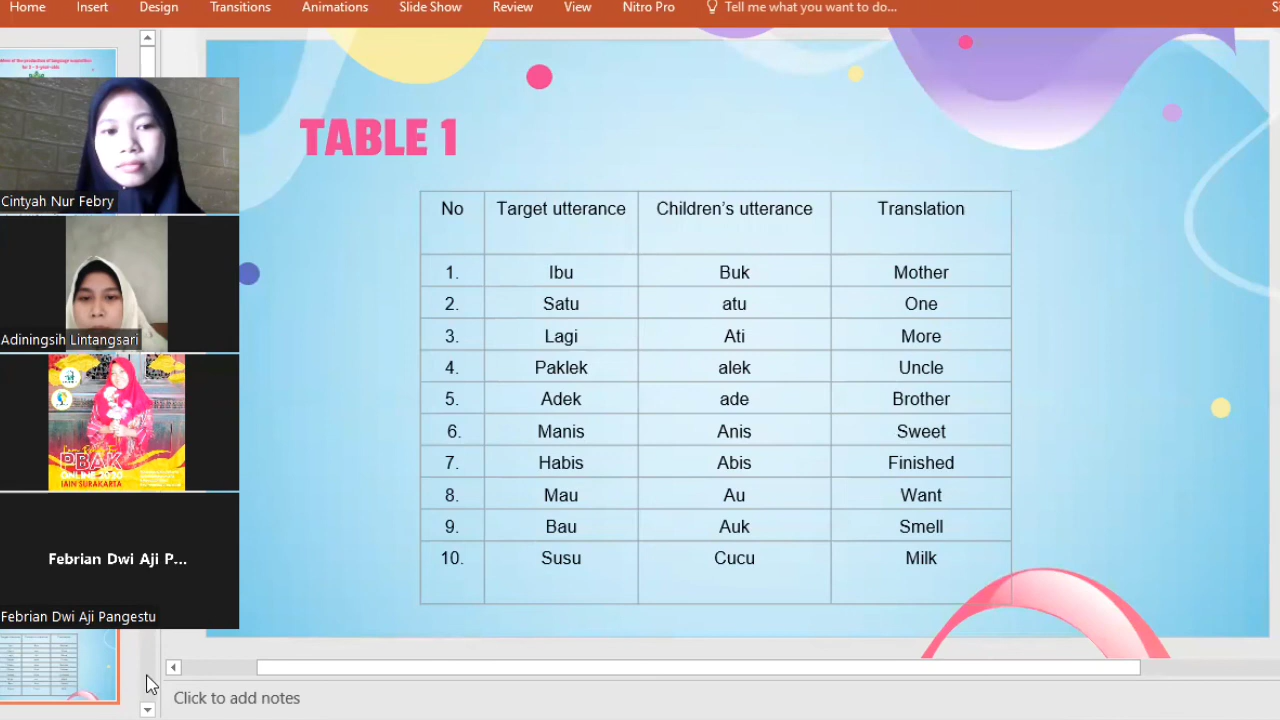 Home Insert Design Transitions Animations Slide Show Review View Nitro Pro Tell me what you want to do...
Cintyah Nur Febry
Adiningsih Lintangsari
PBAK
ONLINE 2020
IAIN SURAKARTA
Febrian Dwi Aji P...
Febrian Dwi Aji Pangestu
TABLE 1
No Target utterance Children's utterance Translation
1. Ibu Buk Mother
2. Satu atu One
3. Lagi Ati More
4. Paklek alek Uncle
5. Adek ade Brother
6. Manis Anis Sweet
7. Habis Abis Finished
8. Mau Au Want
9. Bau Auk Smell
10. Susu Cucu Milk
Click to add notes